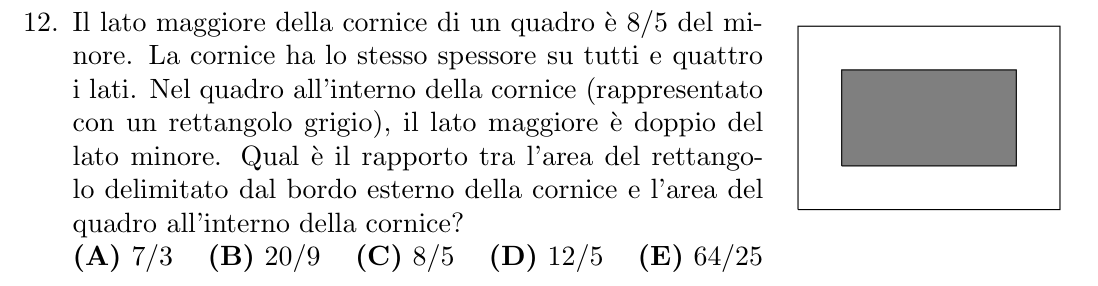 12. Il lato maggiore della cornice di un quadro è 8/5 del mi-
nore. La cornice ha lo stesso spessore su tutti e quattro
i lati. Nel quadro all'interno della cornice (rappresentato
con un rettangolo grigio), il lato maggiore è doppio del
lato minore. Qual è il rapporto tra l'area del rettango-
lo delimitato dal bordo esterno della cornice e l'area del
quadro all'interno della cornice?
(A) 7/3 (B) 20/9 (C) 8/5 (D) 12/5 (E) 64/25